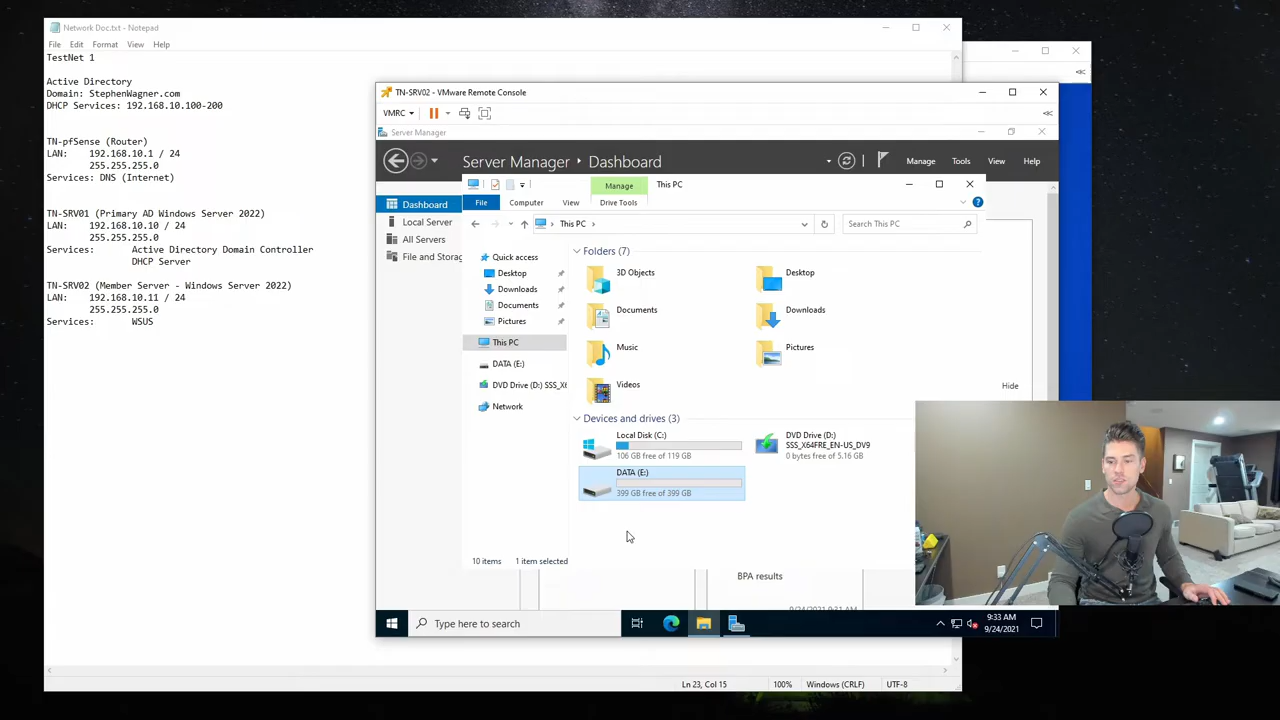 Network Doc.txt - Notepad
File Edit Format View Help
TestNet 1
Active Directory
Domain: StephenWagner.com
DHCP Services: 192.168.10.100-200
TN-pfSense (Router)
LAN: 192.168.10.1 / 24
255.255.255.0
Services: DNS (Internet)
TN-SRV01 (Primary AD Windows Server 2022)
LAN: 192.168.10.10 / 24
255.255.255.0
Services: Active Directory Domain Controller
DHCP Server
TN-SRV02 (Member Server - Windows Server 2022)
LAN: 192.168.10.11 / 24
255.255.255.0
Services: WSUS
Ln 23, Col 15 100% Windows (CRLF) UTF-8
TN-SRV02 - VMware Remote Console
VMRC
Server Manager
Server Manager Dashboard
Manage Tools View Help
Dashboard
Local Server
All Servers
File and Storag
Manage This PC
File Computer View Drive Tools
This PC
Search This PC
Quick access
Desktop
Downloads
Documents
Pictures
This PC
DATA (E:)
DVD Drive (D:) SSS_X6
Network
Folders (7)
3D Objects Desktop
Documents Downloads
Music Pictures
Videos
Devices and drives (3)
Local Disk (C:)
106 GB free of 119 GB
DVD Drive (D:)
SSS_X64FRE_EN-US_DV9
0 bytes free of 5.16 GB
DATA (E:)
399 GB free of 399 GB
10 items 1 item selected
Hide
BPA results
9/24/2021 9:31 AM
Type here to search
9:33 AM
9/24/2021